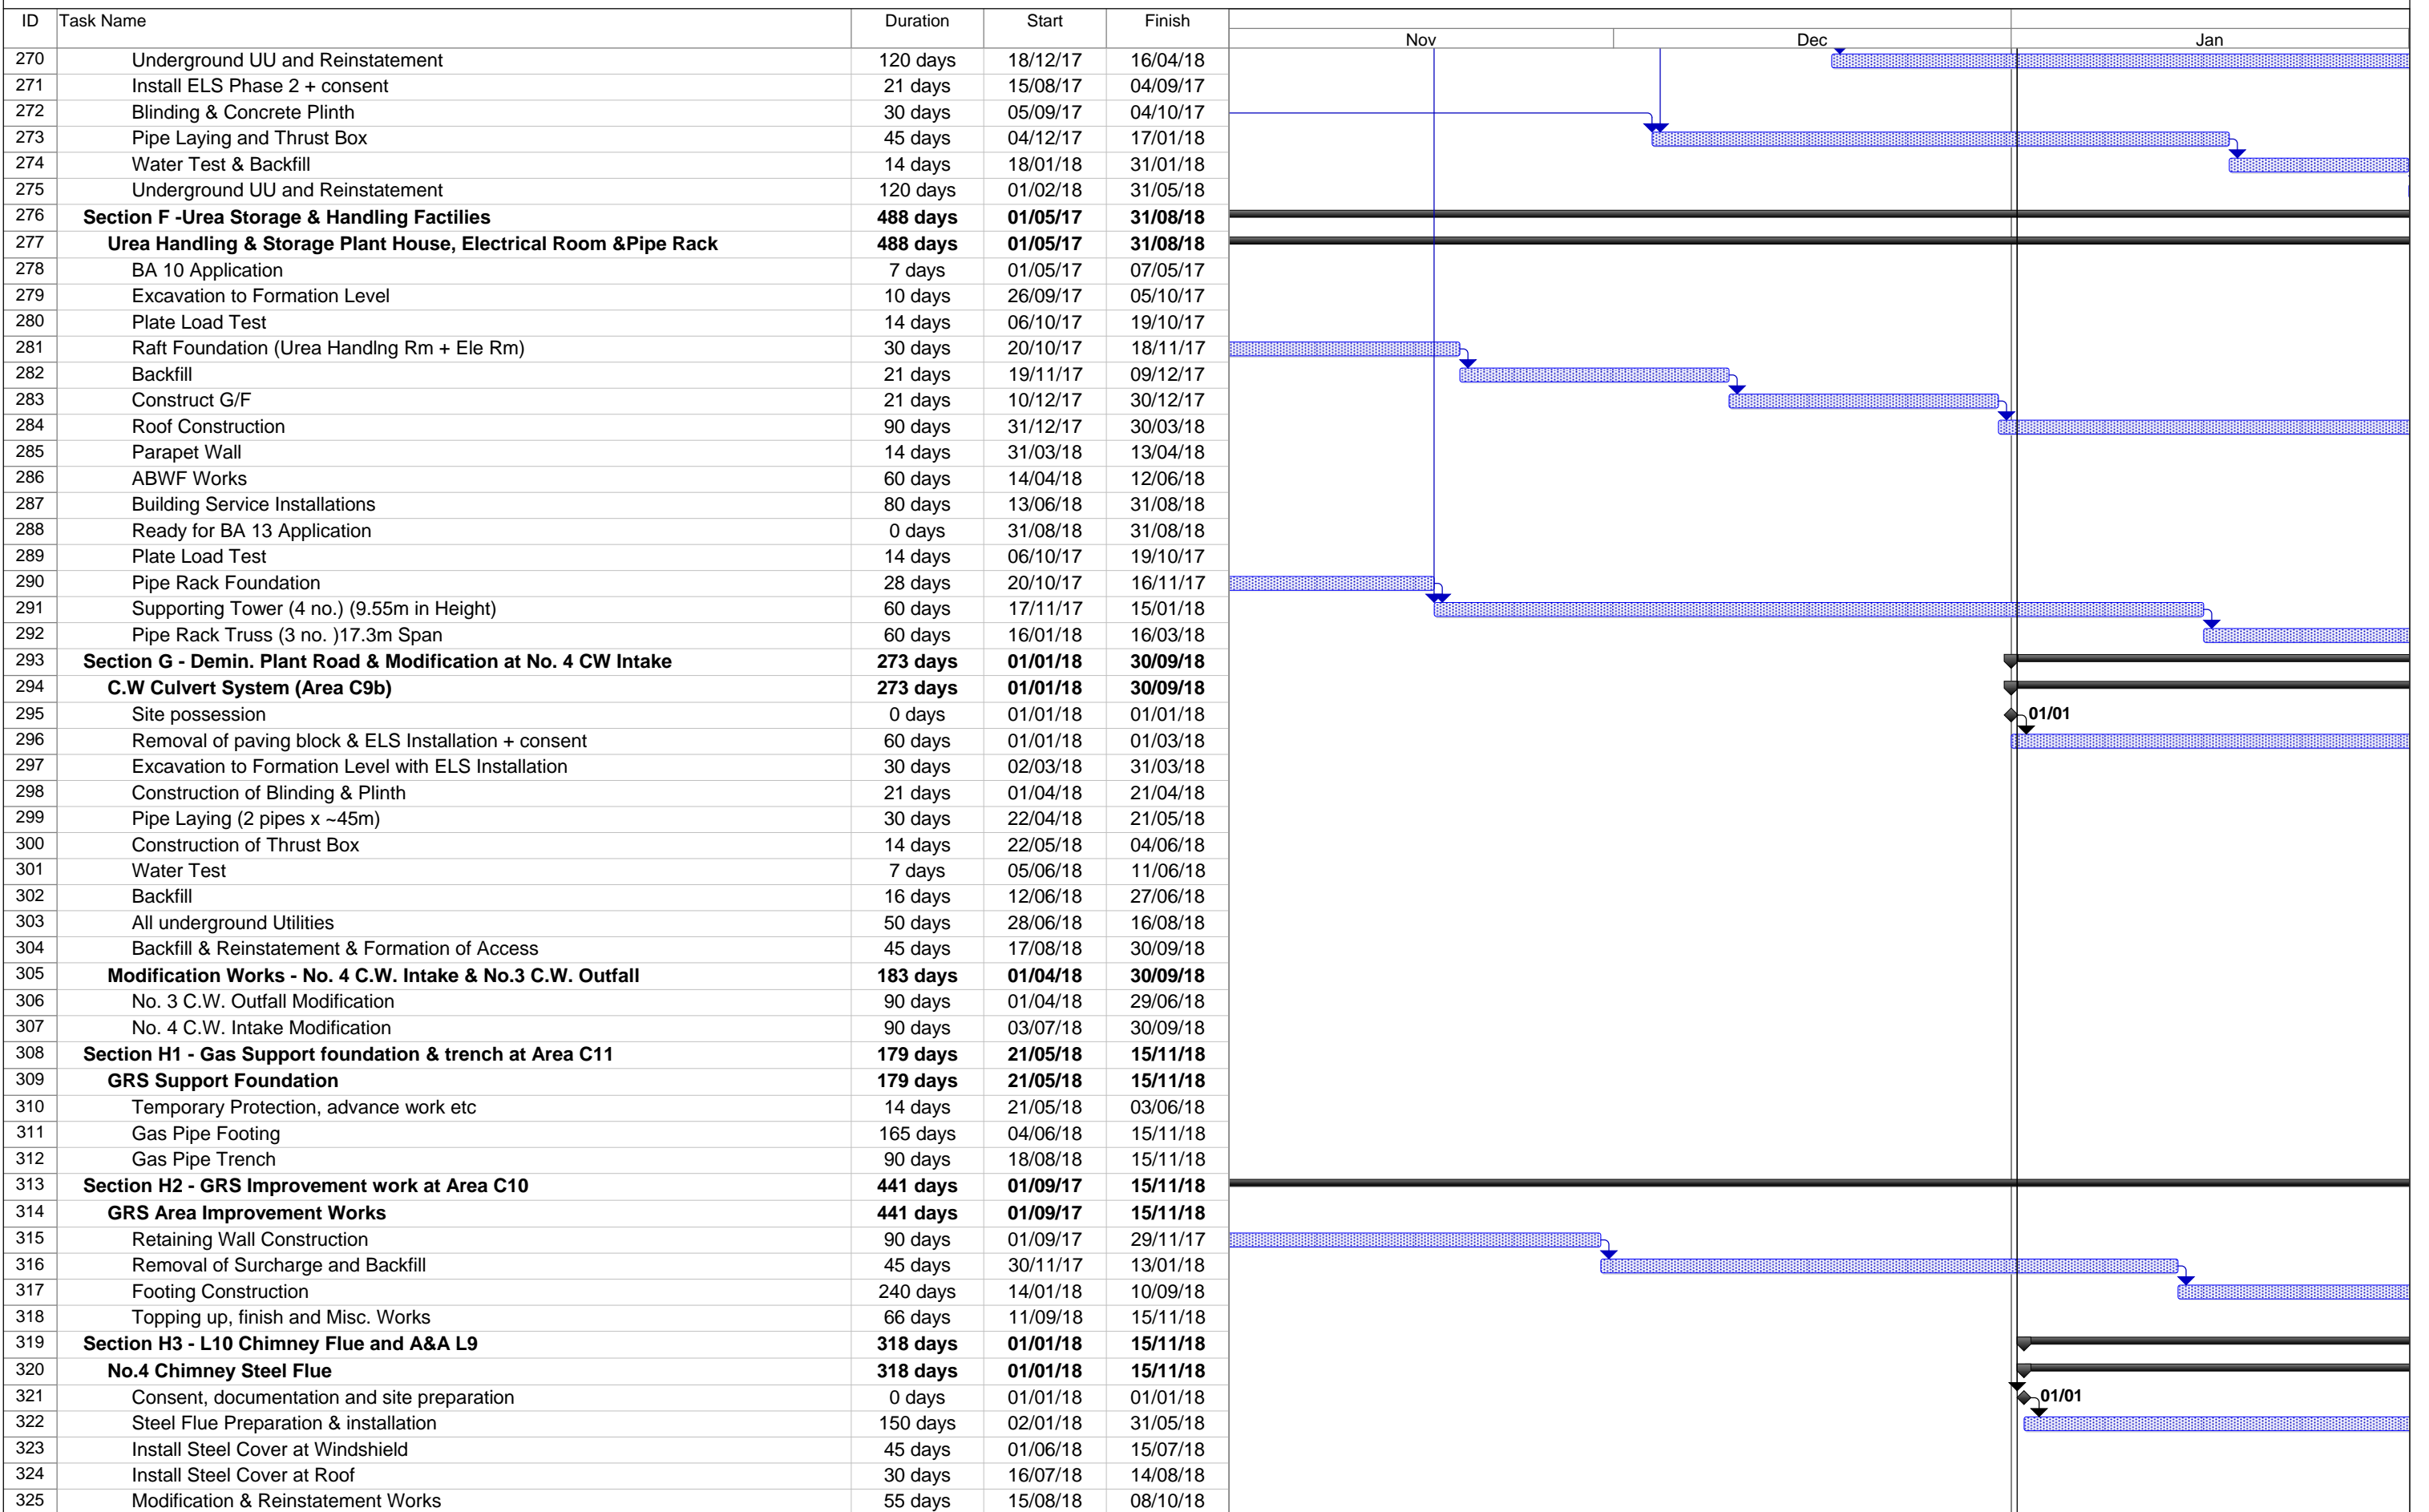 ID Task Name Duration Start Finish
Nov Dec Jan
270 Underground UU and Reinstatement 120 days 18/12/17 16/04/18
271 Install ELS Phase 2 + consent 21 days 15/08/17 04/09/17
272 Blinding & Concrete Plinth 30 days 05/09/17 04/10/17
273 Pipe Laying and Thrust Box 45 days 04/12/17 17/01/18
274 Water Test & Backfill 14 days 18/01/18 31/01/18
275 Underground UU and Reinstatement 120 days 01/02/18 31/05/18
276 Section F -Urea Storage & Handling Factilies 488 days 01/05/17 31/08/18
277 Urea Handling & Storage Plant House, Electrical Room &Pipe Rack 488 days 01/05/17 31/08/18
278 BA 10 Application 7 days 01/05/17 07/05/17
279 Excavation to Formation Level 10 days 26/09/17 05/10/17
280 Plate Load Test 14 days 06/10/17 19/10/17
281 Raft Foundation (Urea Handlng Rm + Ele Rm) 30 days 20/10/17 18/11/17
282 Backfill 21 days 19/11/17 09/12/17
283 Construct G/F 21 days 10/12/17 30/12/17
284 Roof Construction 90 days 31/12/17 30/03/18
285 Parapet Wall 14 days 31/03/18 13/04/18
286 ABWF Works 60 days 14/04/18 12/06/18
287 Building Service Installations 80 days 13/06/18 31/08/18
288 Ready for BA 13 Application 0 days 31/08/18 31/08/18
289 Plate Load Test 14 days 06/10/17 19/10/17
290 Pipe Rack Foundation 28 days 20/10/17 16/11/17
291 Supporting Tower (4 no.) (9.55m in Height) 60 days 17/11/17 15/01/18
292 Pipe Rack Truss (3 no. )17.3m Span 60 days 16/01/18 16/03/18
293 Section G - Demin. Plant Road & Modification at No. 4 CW Intake 273 days 01/01/18 30/09/18
294 C.W Culvert System (Area C9b) 273 days 01/01/18 30/09/18
295 Site possession 0 days 01/01/18 01/01/18 01/01
296 Removal of paving block & ELS Installation + consent 60 days 01/01/18 01/03/18
297 Excavation to Formation Level with ELS Installation 30 days 02/03/18 31/03/18
298 Construction of Blinding & Plinth 21 days 01/04/18 21/04/18
299 Pipe Laying (2 pipes x ~45m) 30 days 22/04/18 21/05/18
300 Construction of Thrust Box 14 days 22/05/18 04/06/18
301 Water Test 7 days 05/06/18 11/06/18
302 Backfill 16 days 12/06/18 27/06/18
303 All underground Utilities 50 days 28/06/18 16/08/18
304 Backfill & Reinstatement & Formation of Access 45 days 17/08/18 30/09/18
305 Modification Works - No. 4 C.W. Intake & No.3 C.W. Outfall 183 days 01/04/18 30/09/18
306 No. 3 C.W. Outfall Modification 90 days 01/04/18 29/06/18
307 No. 4 C.W. Intake Modification 90 days 03/07/18 30/09/18
308 Section H1 - Gas Support foundation & trench at Area C11 179 days 21/05/18 15/11/18
309 GRS Support Foundation 179 days 21/05/18 15/11/18
310 Temporary Protection, advance work etc 14 days 21/05/18 03/06/18
311 Gas Pipe Footing 165 days 04/06/18 15/11/18
312 Gas Pipe Trench 90 days 18/08/18 15/11/18
313 Section H2 - GRS Improvement work at Area C10 441 days 01/09/17 15/11/18
314 GRS Area Improvement Works 441 days 01/09/17 15/11/18
315 Retaining Wall Construction 90 days 01/09/17 29/11/17
316 Removal of Surcharge and Backfill 45 days 30/11/17 13/01/18
317 Footing Construction 240 days 14/01/18 10/09/18
318 Topping up, finish and Misc. Works 66 days 11/09/18 15/11/18
319 Section H3 - L10 Chimney Flue and A&A L9 318 days 01/01/18 15/11/18
320 No.4 Chimney Steel Flue 318 days 01/01/18 15/11/18
321 Consent, documentation and site preparation 0 days 01/01/18 01/01/18 01/01
322 Steel Flue Preparation & installation 150 days 02/01/18 31/05/18
323 Install Steel Cover at Windshield 45 days 01/06/18 15/07/18
324 Install Steel Cover at Roof 30 days 16/07/18 14/08/18
325 Modification & Reinstatement Works 55 days 15/08/18 08/10/18